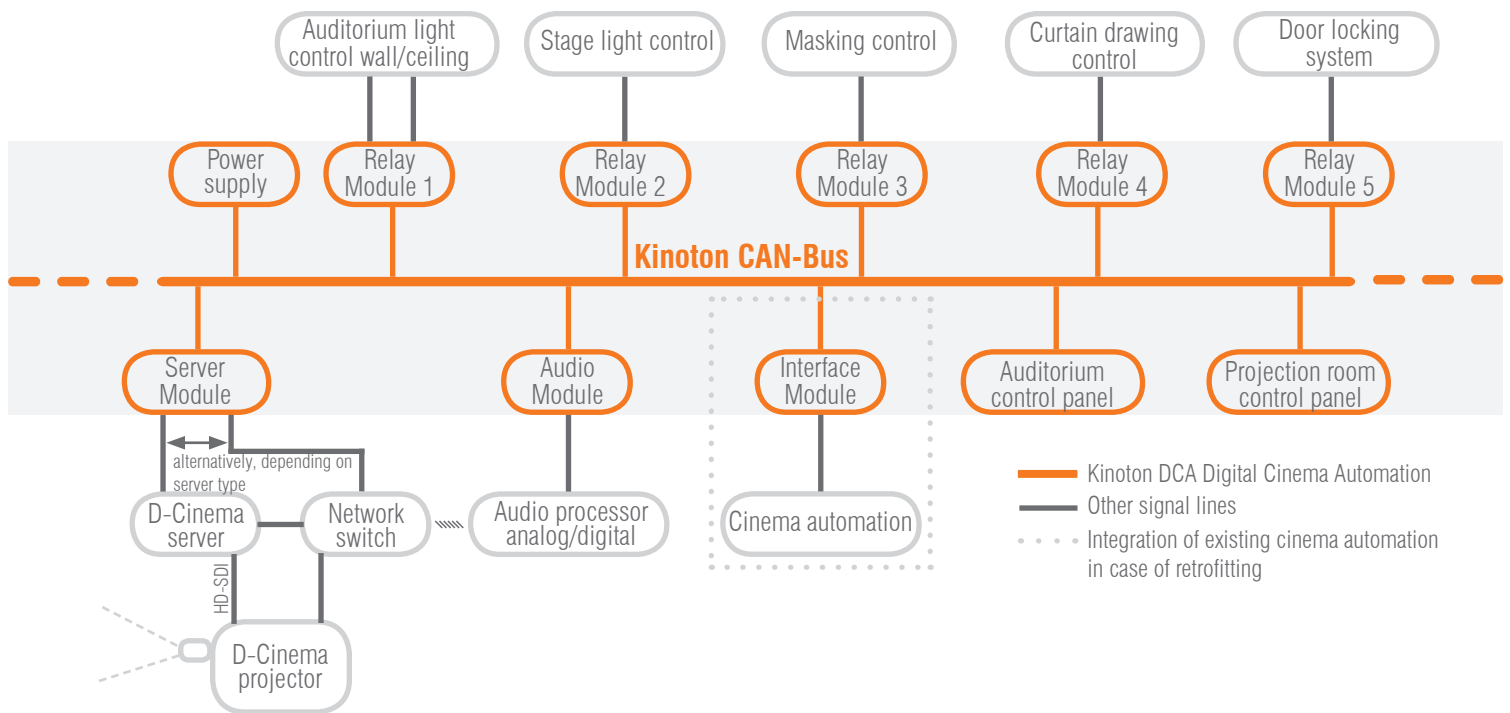 Auditorium light
control wall/ceiling
Stage light control
Masking control
Curtain drawing
control
Door locking
system
Power
supply
Relay
Module 1
Relay
Module 2
Relay
Module 3
Relay
Module 4
Relay
Module 5
Kinoton CAN-Bus
Server
Module
Audio
Module
Interface
Module
Auditorium
control panel
Projection room
control panel
alternatively, depending on
server type
D-Cinema
server
Network
switch
Audio processor
analog/digital
Cinema automation
HD-SDI
D-Cinema
projector
Kinoton DCA Digital Cinema Automation
Other signal lines
Integration of existing cinema automation
in case of retrofitting